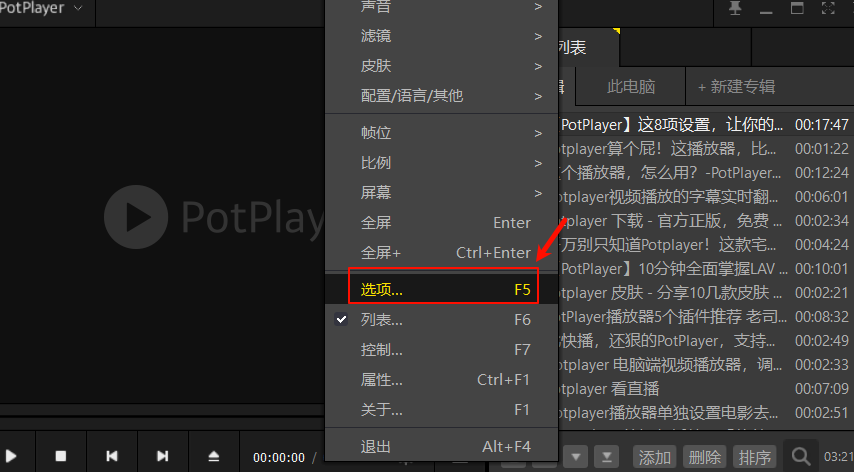 PotPlayer
声音 >
滤镜 >
皮肤 >
配置/语言/其他 >
帧位 >
比例 >
屏幕 >
全屏 Enter
全屏+ Ctrl+Enter
选项... F5
列表... F6
控制... F7
属性... Ctrl+F1
关于... F1
退出 Alt+F4
PotPlay
00:00:00 /
列表
此电脑
+ 新建专辑
PotPlayer】这8项设置，让你的... 00:17:47
tplayer算个屁！这播放器，比... 00:01:22
个播放器，怎么用？-PotPlayer... 00:12:24
tplayer视频播放的字幕实时翻... 00:06:01
tplayer 下载 - 官方正版，免费 ... 00:02:34
万别只知道Potplayer！这款宅... 00:04:24
PotPlayer】10分钟全面掌握LAV ... 00:10:01
tplayer 皮肤 - 分享10几款皮肤 ... 00:02:21
PotPlayer播放器5个插件推荐 老司... 00:08:32
快播，还狠的PotPlayer，支持... 00:02:49
tplayer 电脑端视频播放器，调... 00:02:33
tplayer 看直播 00:07:09
tplayer播放器单独设置电影去... 00:02:51
添加 删除 排序 03:21